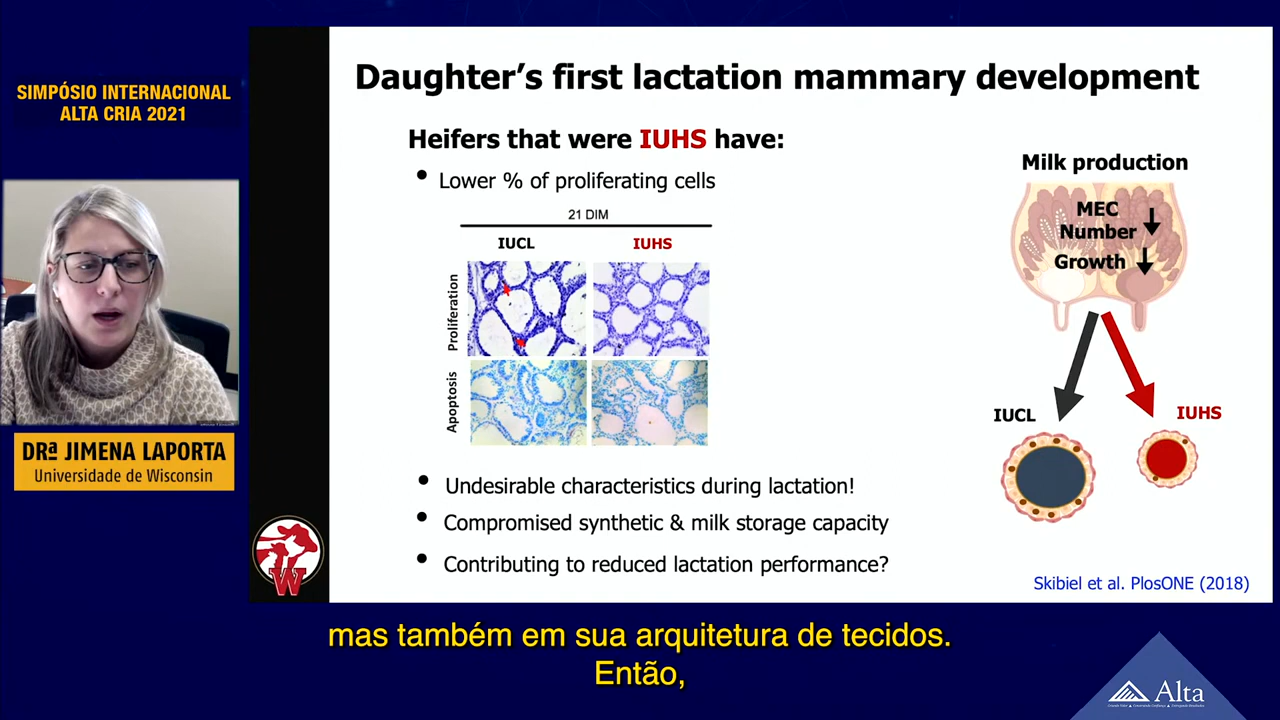 SIMPÓSIO INTERNACIONAL
ALTA CRIA 2021
DRª JIMENA LAPORTA
Universidade de Wisconsin
W
Daughter's first lactation mammary development
Heifers that were IUHS have:
• Lower % of proliferating cells
21 DIM
IUCL IUHS
Proliferation
Apoptosis
• Undesirable characteristics during lactation!
• Compromised synthetic & milk storage capacity
• Contributing to reduced lactation performance?
Milk production
MEC
Number
Growth
IUCL
IUHS
Skibiel et al. PlosONE (2018)
mas também em sua arquitetura de tecidos.
Então,
Alta